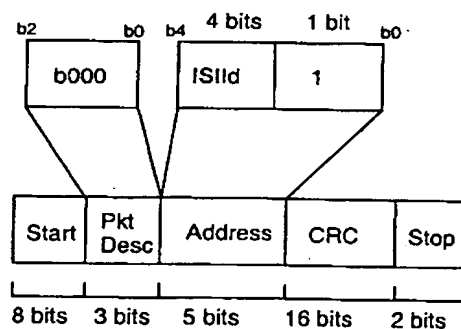 4 bits 1 bit
b2 b0 b4 b0
b000 ISIId 1
Start Pkt Desc Address CRC Stop
8 bits 3 bits 5 bits 16 bits 2 bits